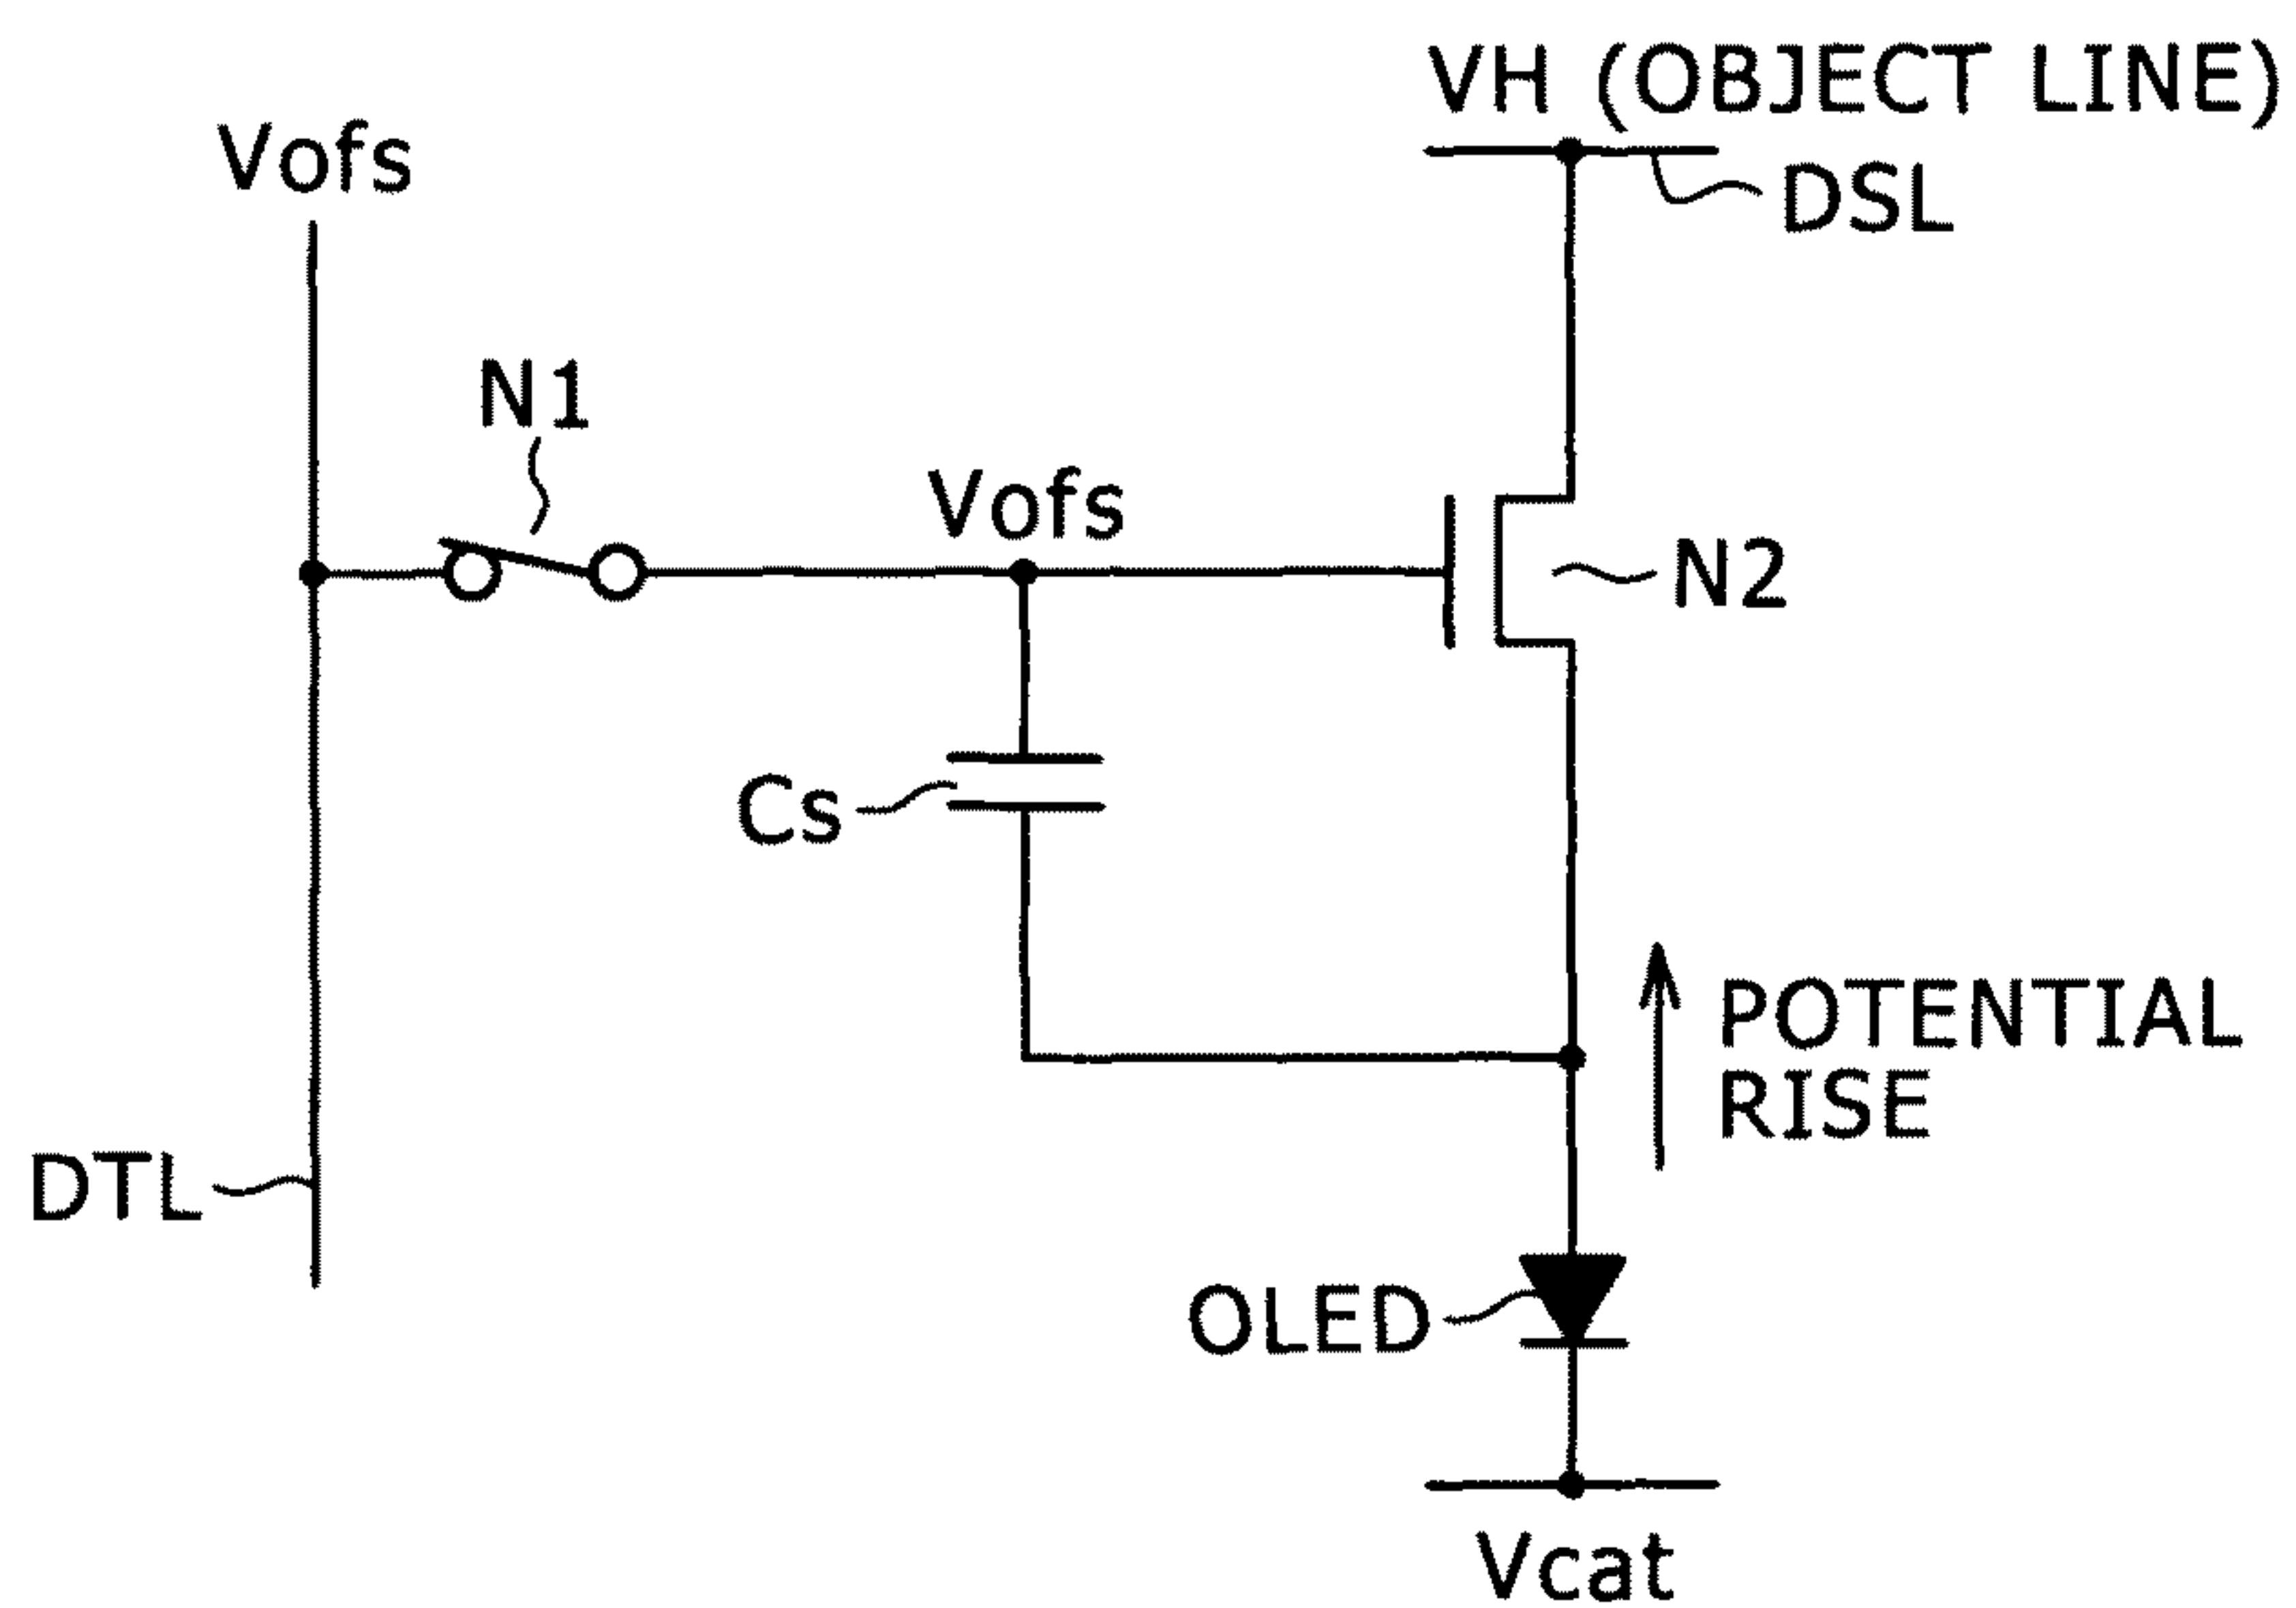 VH (OBJECT LINE)
Vofs
DSL
N1
Vofs
N2
Cs
POTENTIAL
RISE
DTL
OLED
Vcat